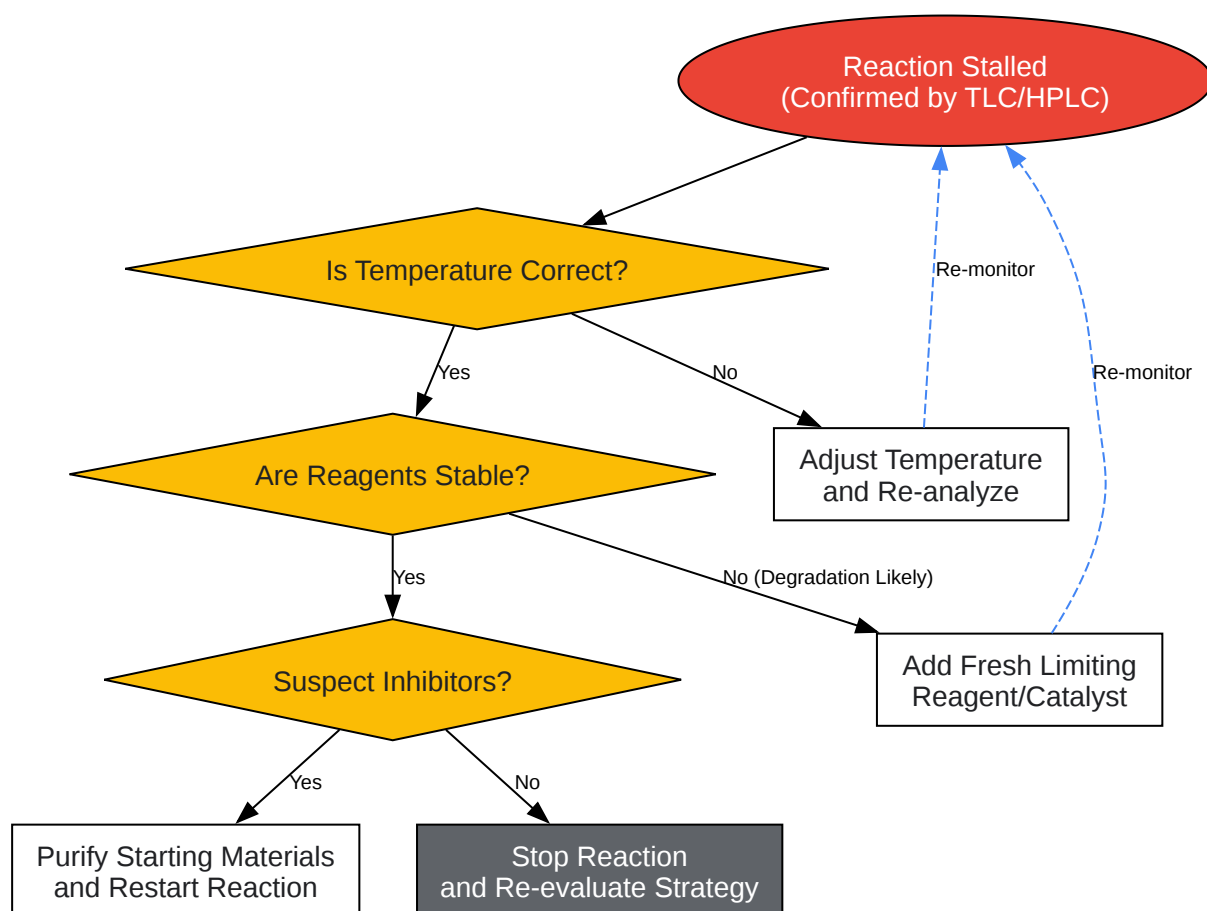 Reaction Stalled
(Confirmed by TLC/HPLC)
Is Temperature Correct?
Re-monitor
Yes
No
Re-monitor
Adjust Temperature
and Re-analyze
Are Reagents Stable?
Yes
No (Degradation Likely)
Add Fresh Limiting
Reagent/Catalyst
Suspect Inhibitors?
Yes
No
Purify Starting Materials
and Restart Reaction
Stop Reaction
and Re-evaluate Strategy